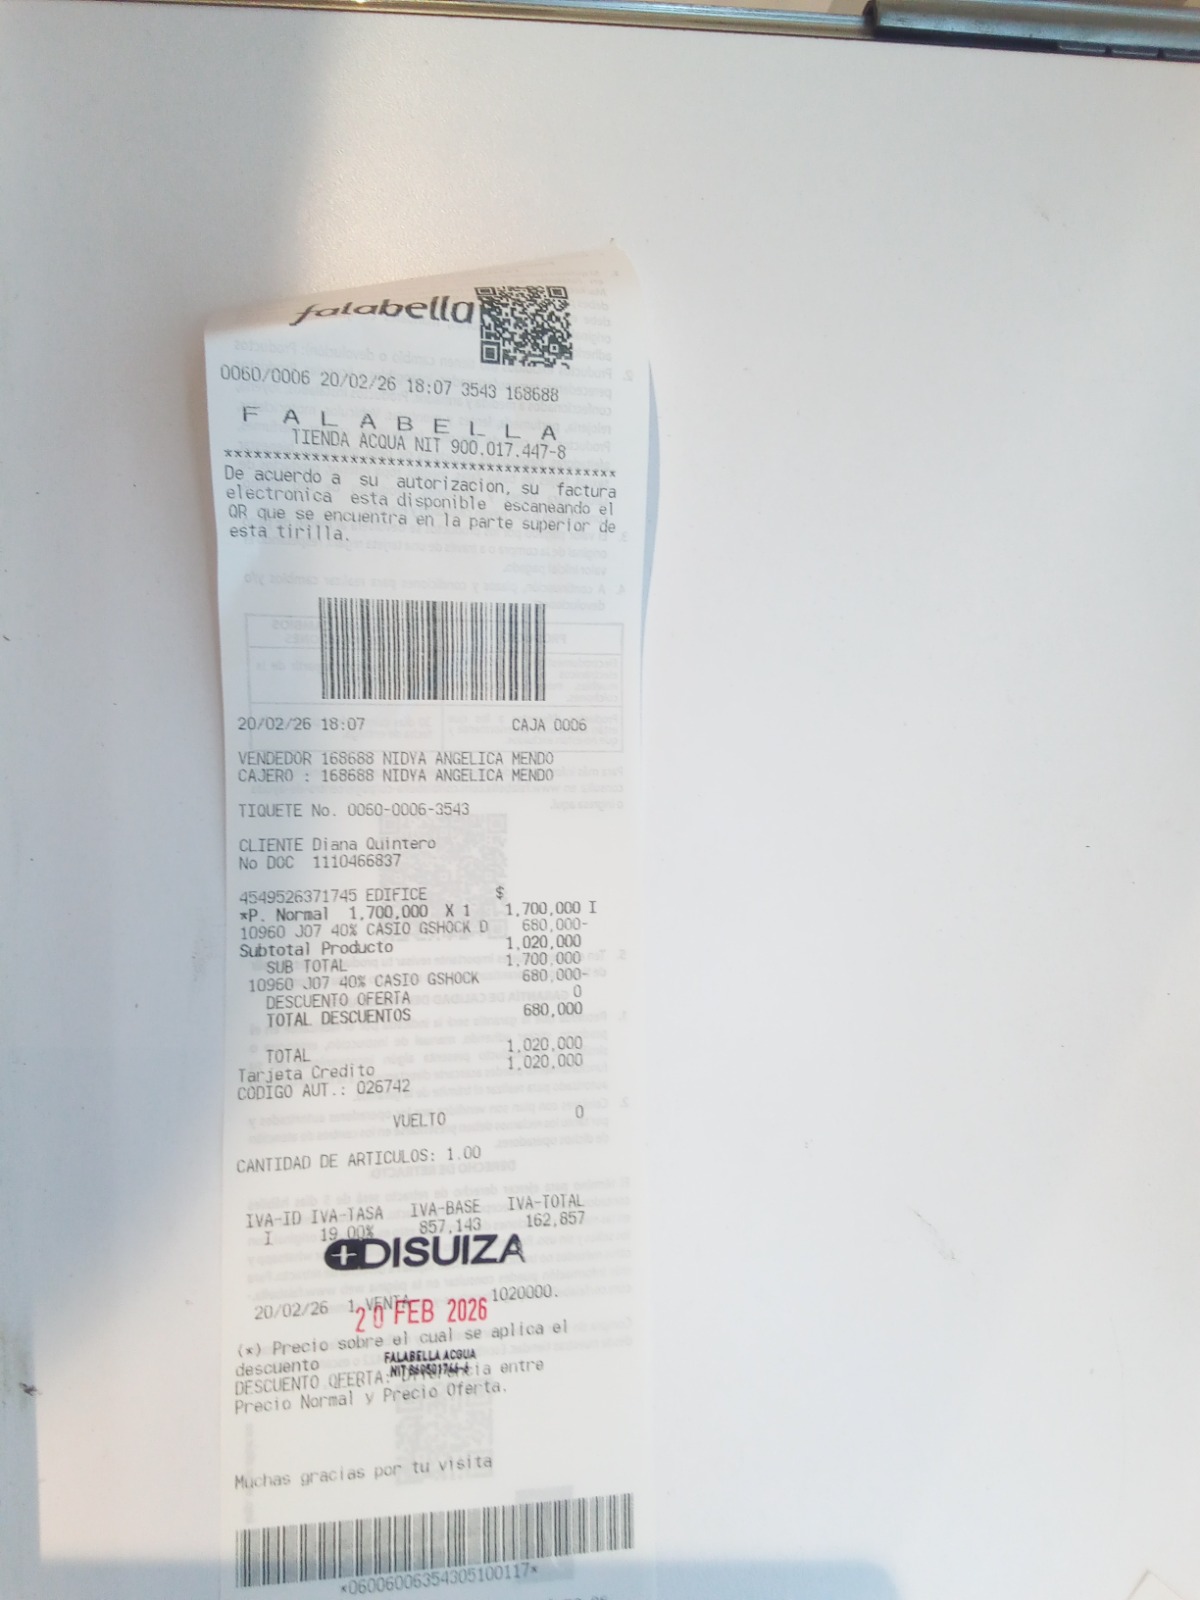 falabella
0060/0006 20/02/26 18:07 3543 168688
F A L A B E L L A
TIENDA ACQUA NIT 900.017.447-8
******************************************
De acuerdo a su autorizacion, su factura
electronica esta disponible escaneando el
QR que se encuentra en la parte superior de
esta tirilla.
20/02/26 18:07 CAJA 0006
VENDEDOR 168688 NIDYA ANGELICA MENDO
CAJERO : 168688 NIDYA ANGELICA MENDO
TIQUETE No. 0060-0006-3543
CLIENTE Diana Quintero
No DOC 1110466837
4549526371745 EDIFICE $
*P. Normal 1,700,000 X 1 1,700,000 I
10960 J07 40% CASIO GSHOCK D 680,000-
Subtotal Producto 1,020,000
SUB TOTAL 1,700,000
10960 J07 40% CASIO GSHOCK 680,000-
DESCUENTO OFERTA 0
TOTAL DESCUENTOS 680,000
TOTAL 1,020,000
Tarjeta Credito 1,020,000
CODIGO AUT.: 026742
VUELTO 0
CANTIDAD DE ARTICULOS: 1.00
IVA-ID IVA-TASA IVA-BASE IVA-TOTAL
I 19.00% 857,143 162,857
DISUIZA
20/02/26 1 VENTA 1020000.
20 FEB 2026
(*) Precio sobre el cual se aplica el
descuento
FALABELLA ACQUA
DESCUENTO OFERTA: Diferencia entre
Precio Normal y Precio Oferta.
Muchas gracias por tu visita
*06006006354305100117*